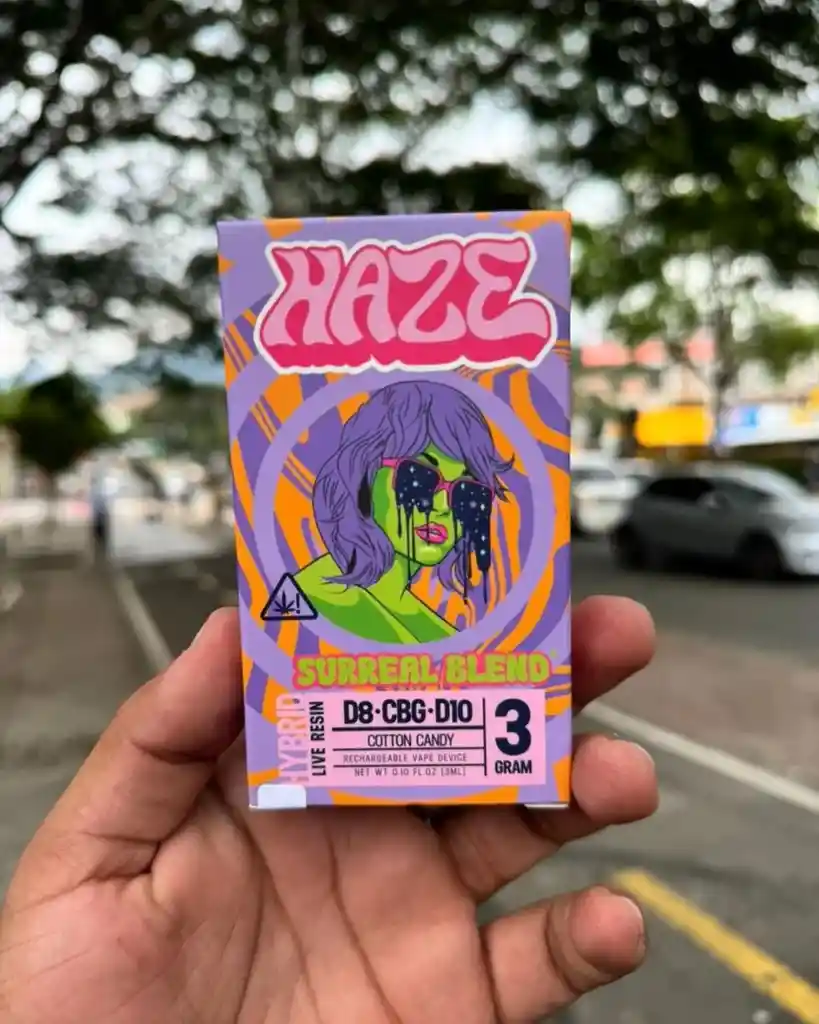 HAZE
SURREAL BLEND
HYBRID
LIVE RESIN
D8•CBG•D10
COTTON CANDY
RECHARGEABLE VAPE DEVICE
NET WT 0.10 FL OZ (3ML)
3
GRAM